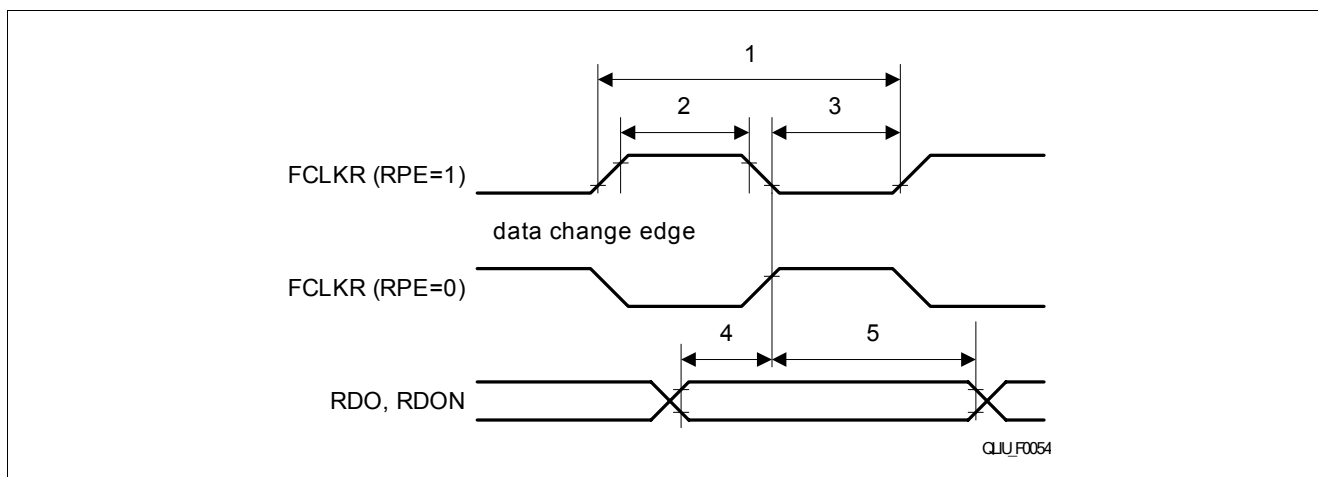 1
2 3
FCLKR (RPE=1)
data change edge
FCLKR (RPE=0)
4 5
RDO, RDON
QLIU_F0054